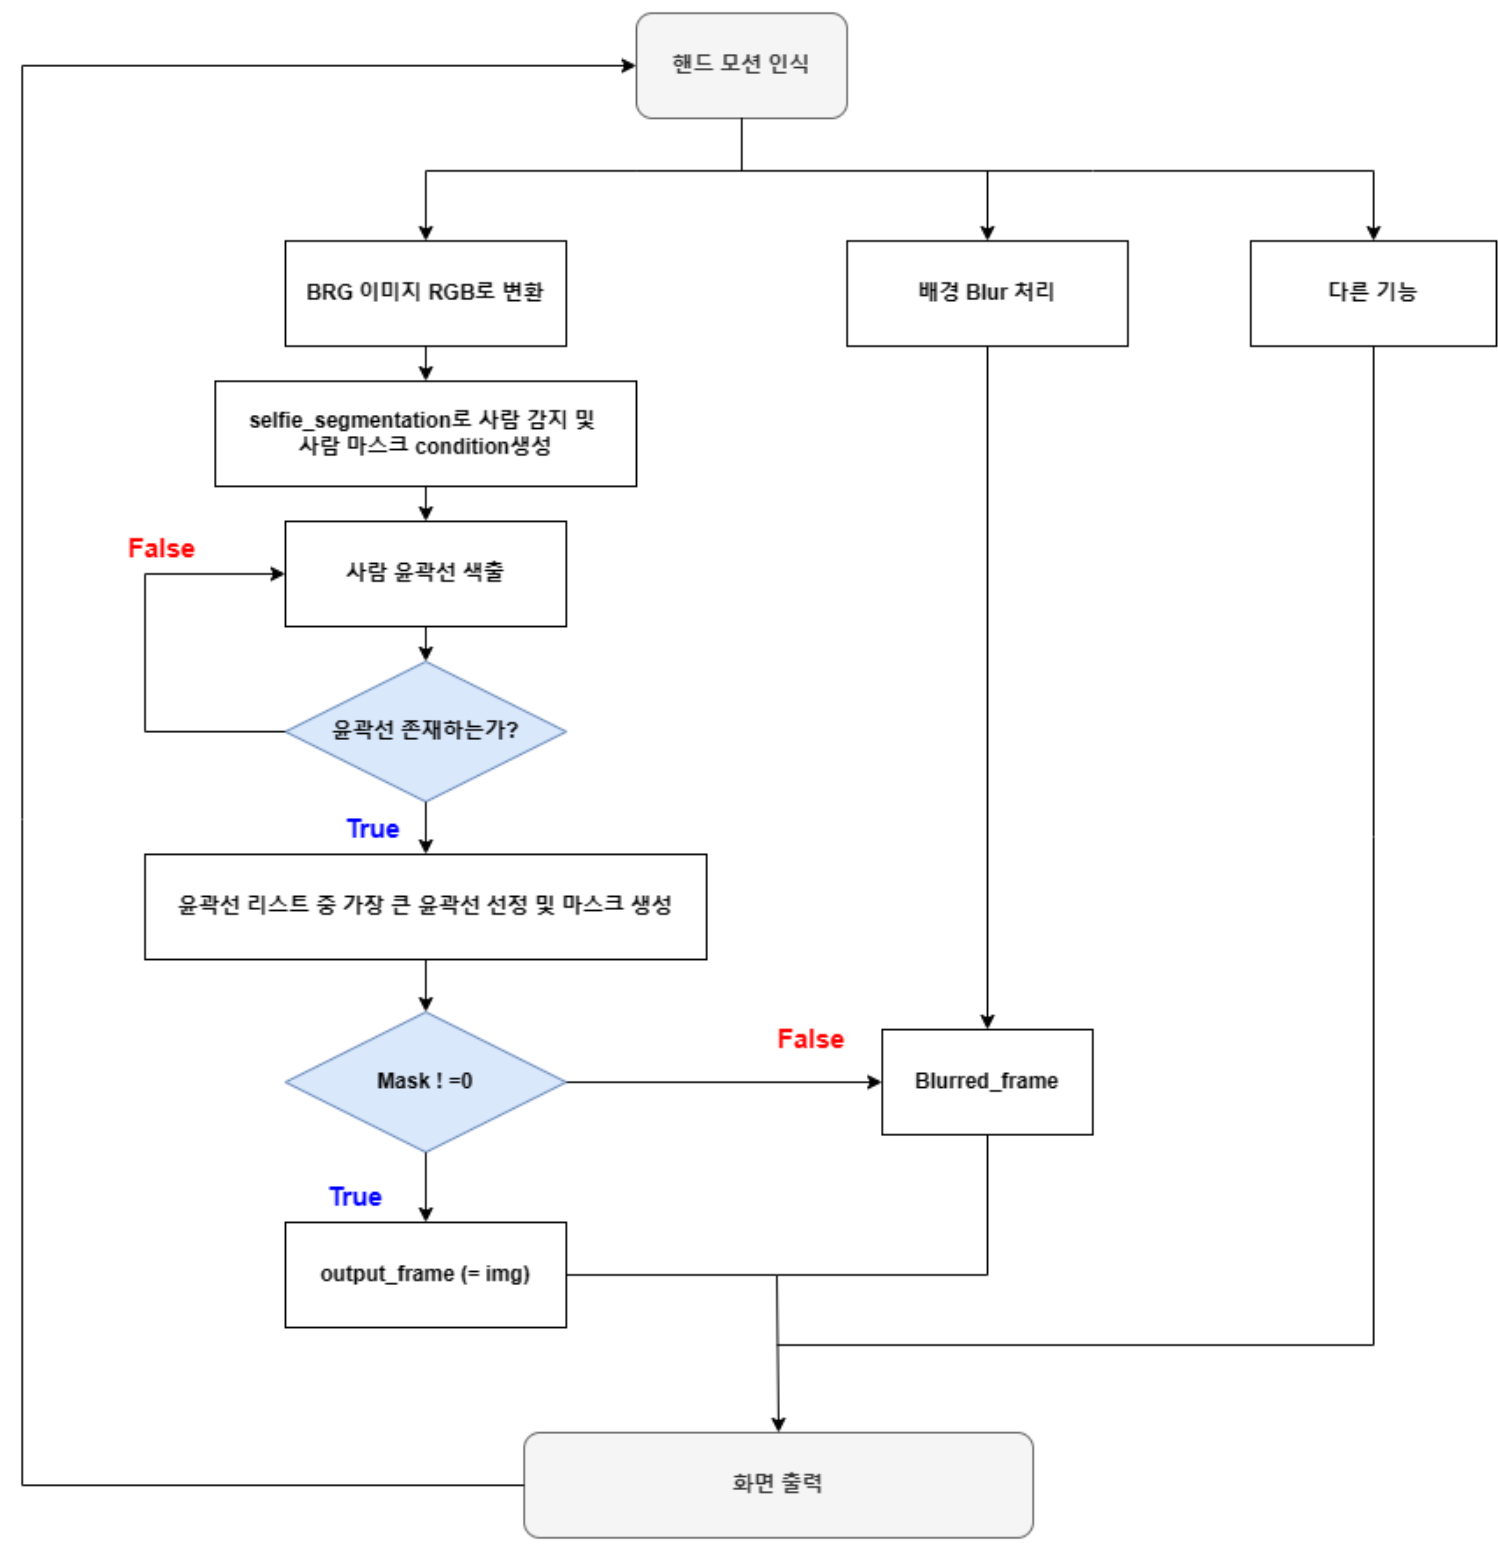 핸드 모션 인식
BRG 이미지 RGB로 변환
배경 Blur 처리
다른 기능
selfie_segmentation로 사람 감지 및
사람 마스크 condition생성
False
사람 윤곽선 색출
윤곽선 존재하는가?
True
윤곽선 리스트 중 가장 큰 윤곽선 선정 및 마스크 생성
False
Mask ! =0
Blurred_frame
True
output_frame (= img)
화면 출력